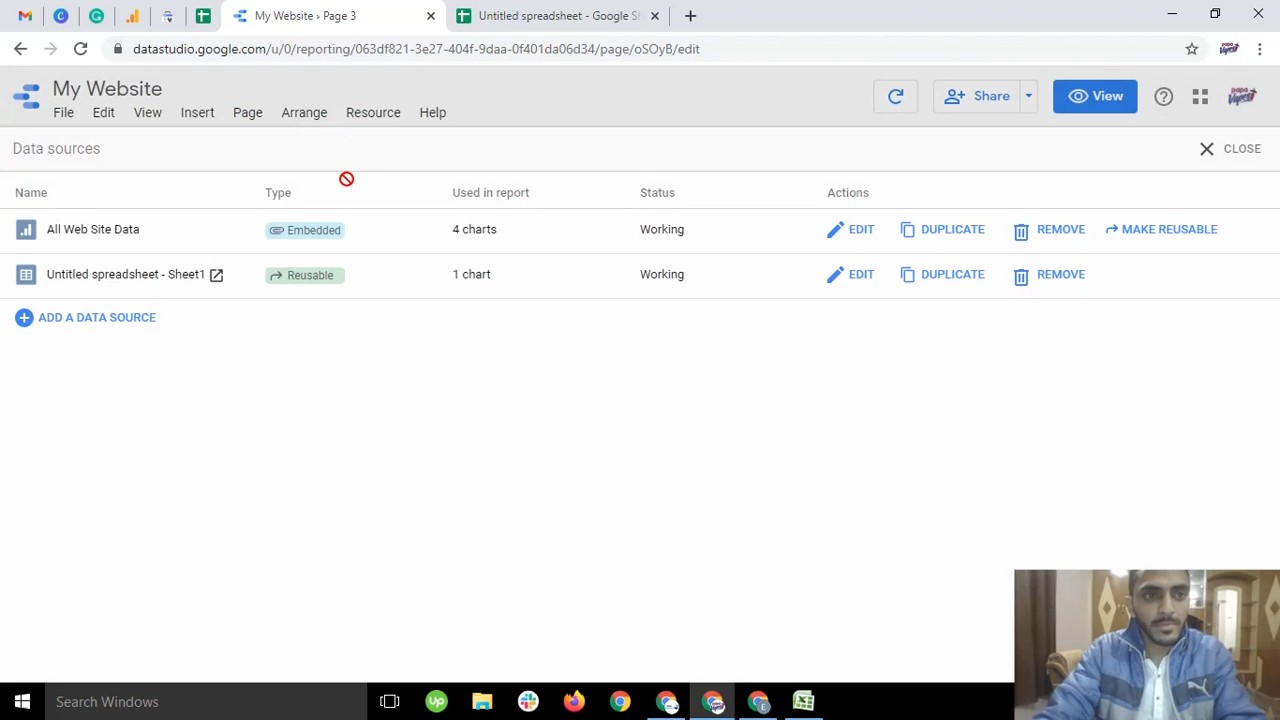 My Website › Page 3
Untitled spreadsheet - Google Sh
datastudio.google.com/u/0/reporting/063df821-3e27-404f-9daa-0f401da06d34/page/oSOyB/edit
My Website
File Edit View Insert Page Arrange Resource Help
Share
View
Data sources
CLOSE
Name Type Used in report Status Actions
All Web Site Data Embedded 4 charts Working EDIT DUPLICATE REMOVE MAKE REUSABLE
Untitled spreadsheet - Sheet1 Reusable 1 chart Working EDIT DUPLICATE REMOVE
ADD A DATA SOURCE
Search Windows
Up